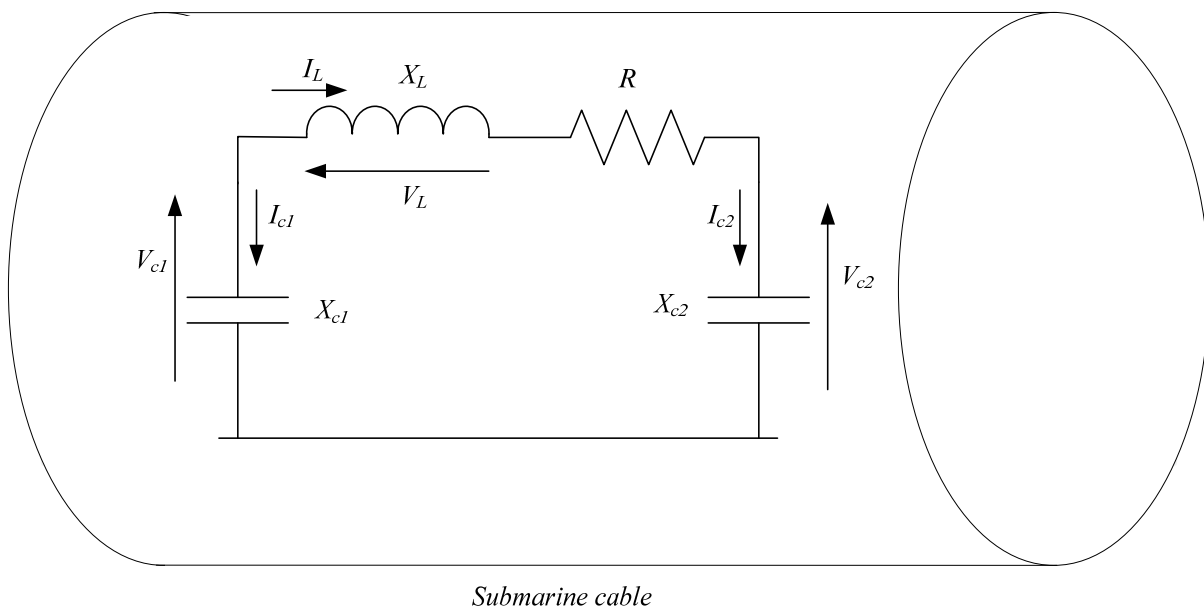 I_L
X_L
R
V_L
I_c1
I_c2
V_c1
V_c2
X_c1
X_c2
Submarine cable